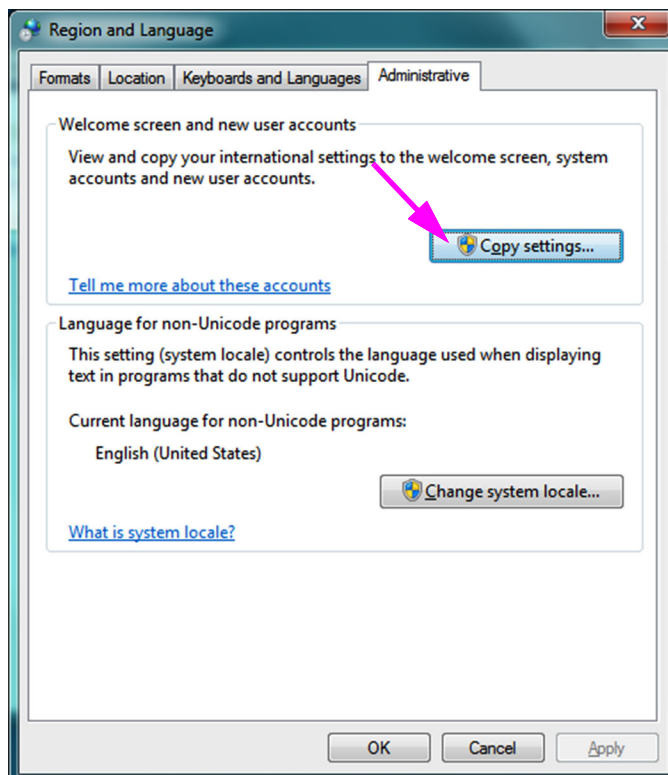 Region and Language
Formats Location Keyboards and Languages Administrative
Welcome screen and new user accounts
View and copy your international settings to the welcome screen, system
accounts and new user accounts.
Copy settings...
Tell me more about these accounts
Language for non-Unicode programs
This setting (system locale) controls the language used when displaying
text in programs that do not support Unicode.
Current language for non-Unicode programs:
English (United States)
Change system locale...
What is system locale?
OK Cancel Apply